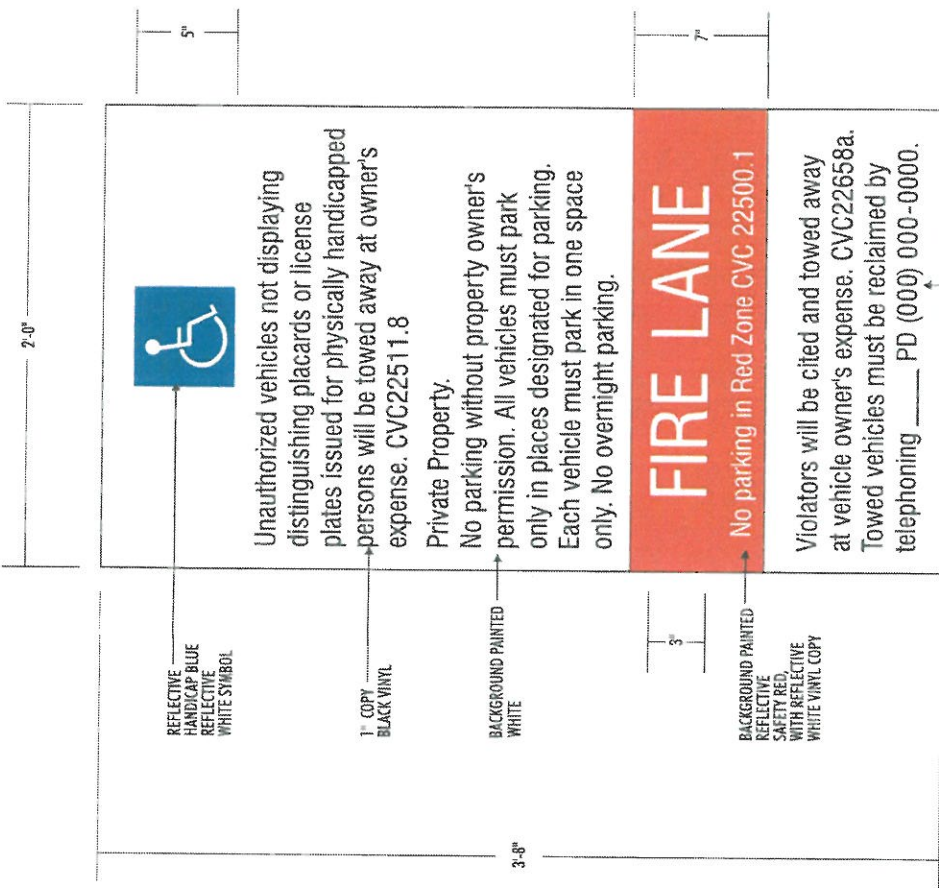 2'-0"
5"
REFLECTIVE
HANDICAP BLUE
REFLECTIVE
WHITE SYMBOL
Unauthorized vehicles not displaying
distinguishing placards or license
plates issued for physically handicapped
persons will be towed away at owner's
expense. CVC22511.8
1" COPY
BLACK VINYL
Private Property.
No parking without property owner's
permission. All vehicles must park
only in places designated for parking.
Each vehicle must park in one space
only. No overnight parking.
BACKGROUND PAINTED
WHITE
3'-8"
3"
7"
FIRE LANE
No parking in Red Zone CVC 22500.1
BACKGROUND PAINTED
REFLECTIVE
SAFETY RED,
WITH REFLECTIVE
WHITE VINYL COPY
Violators will be cited and towed away
at vehicle owner's expense. CVC22658a.
Towed vehicles must be reclaimed by
telephoning ____ PD (000) 000-0000.